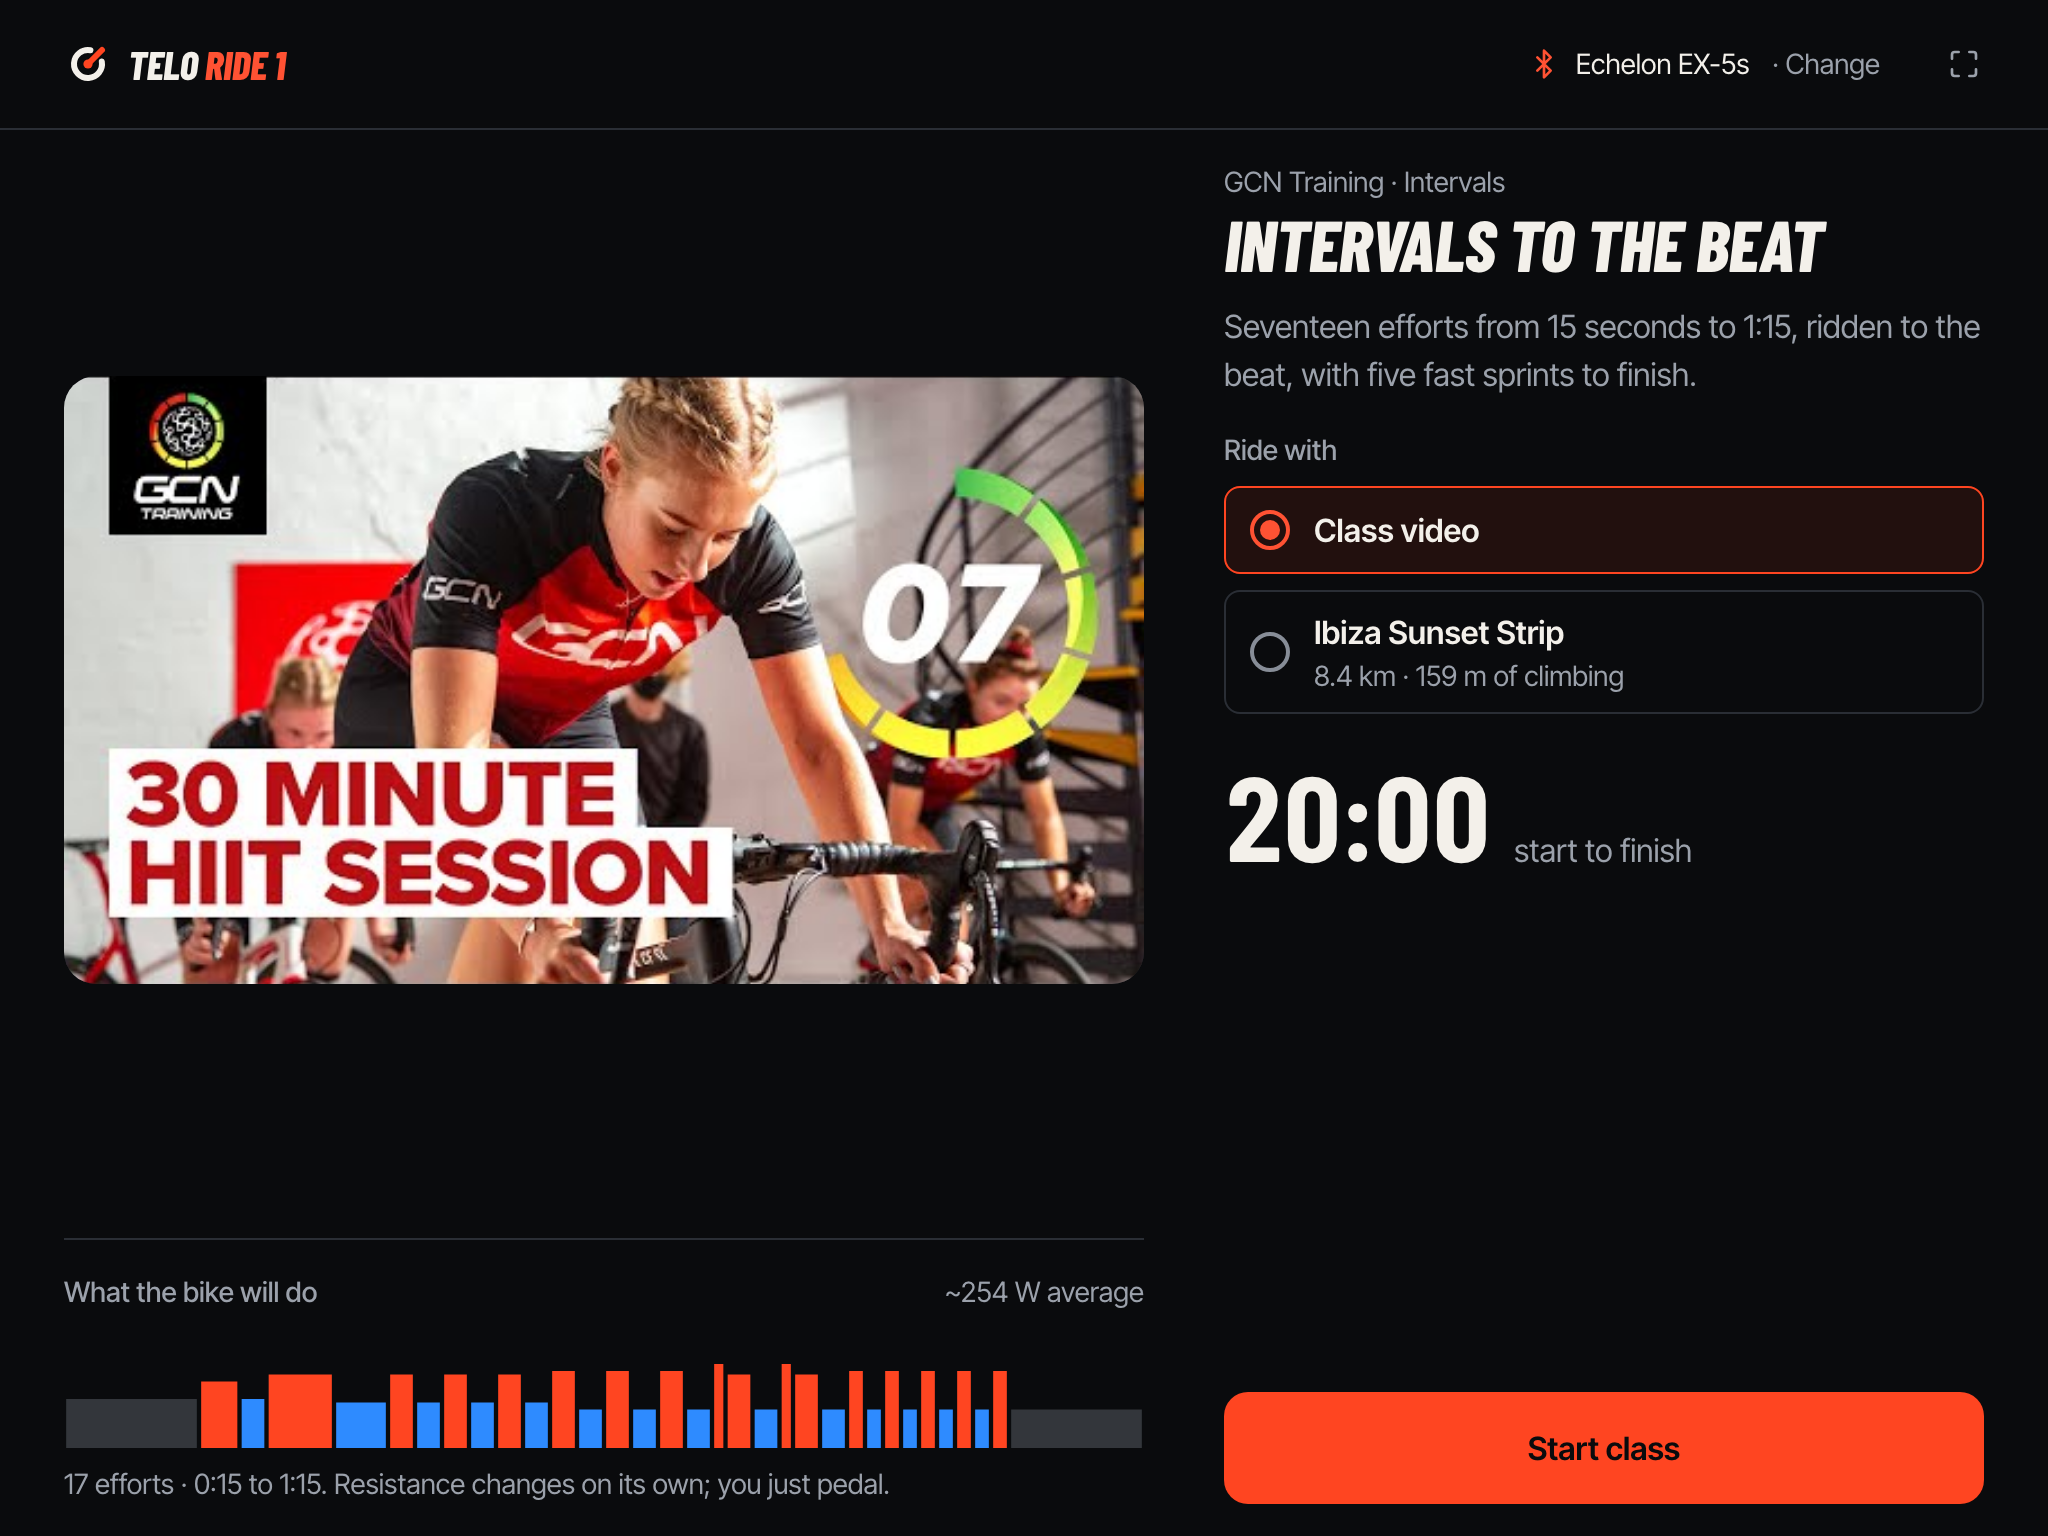 TELO RIDE 1
Echelon EX-5s · Change
GCN Training · Intervals
INTERVALS TO THE BEAT
Seventeen efforts from 15 seconds to 1:15, ridden to the
beat, with five fast sprints to finish.
Ride with
Class video
Ibiza Sunset Strip
8.4 km · 159 m of climbing
20:00 start to finish
GCN
TRAINING
GCN
GCN
07
30 MINUTE
HIIT SESSION
What the bike will do
~254 W average
17 efforts · 0:15 to 1:15. Resistance changes on its own; you just pedal.
Start class